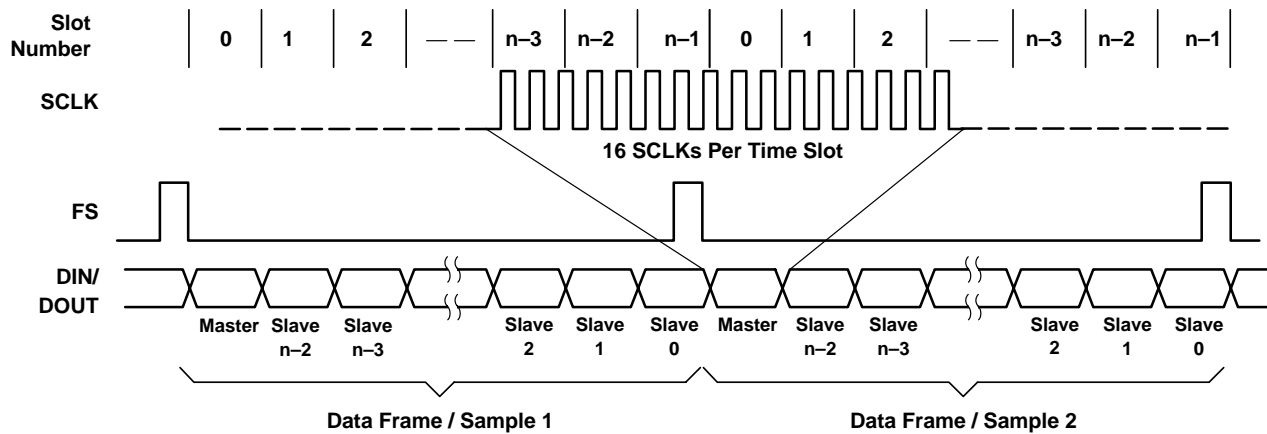 Slot
Number
0 1 2 — — n–3 n–2 n–1 0 1 2 — — n–3 n–2 n–1
SCLK
16 SCLKs Per Time Slot
FS
DIN/
DOUT
Master Slave n–2 Slave n–3 Slave 2 Slave 1 Slave 0 Master Slave n–2 Slave n–3 Slave 2 Slave 1 Slave 0
Data Frame / Sample 1 Data Frame / Sample 2